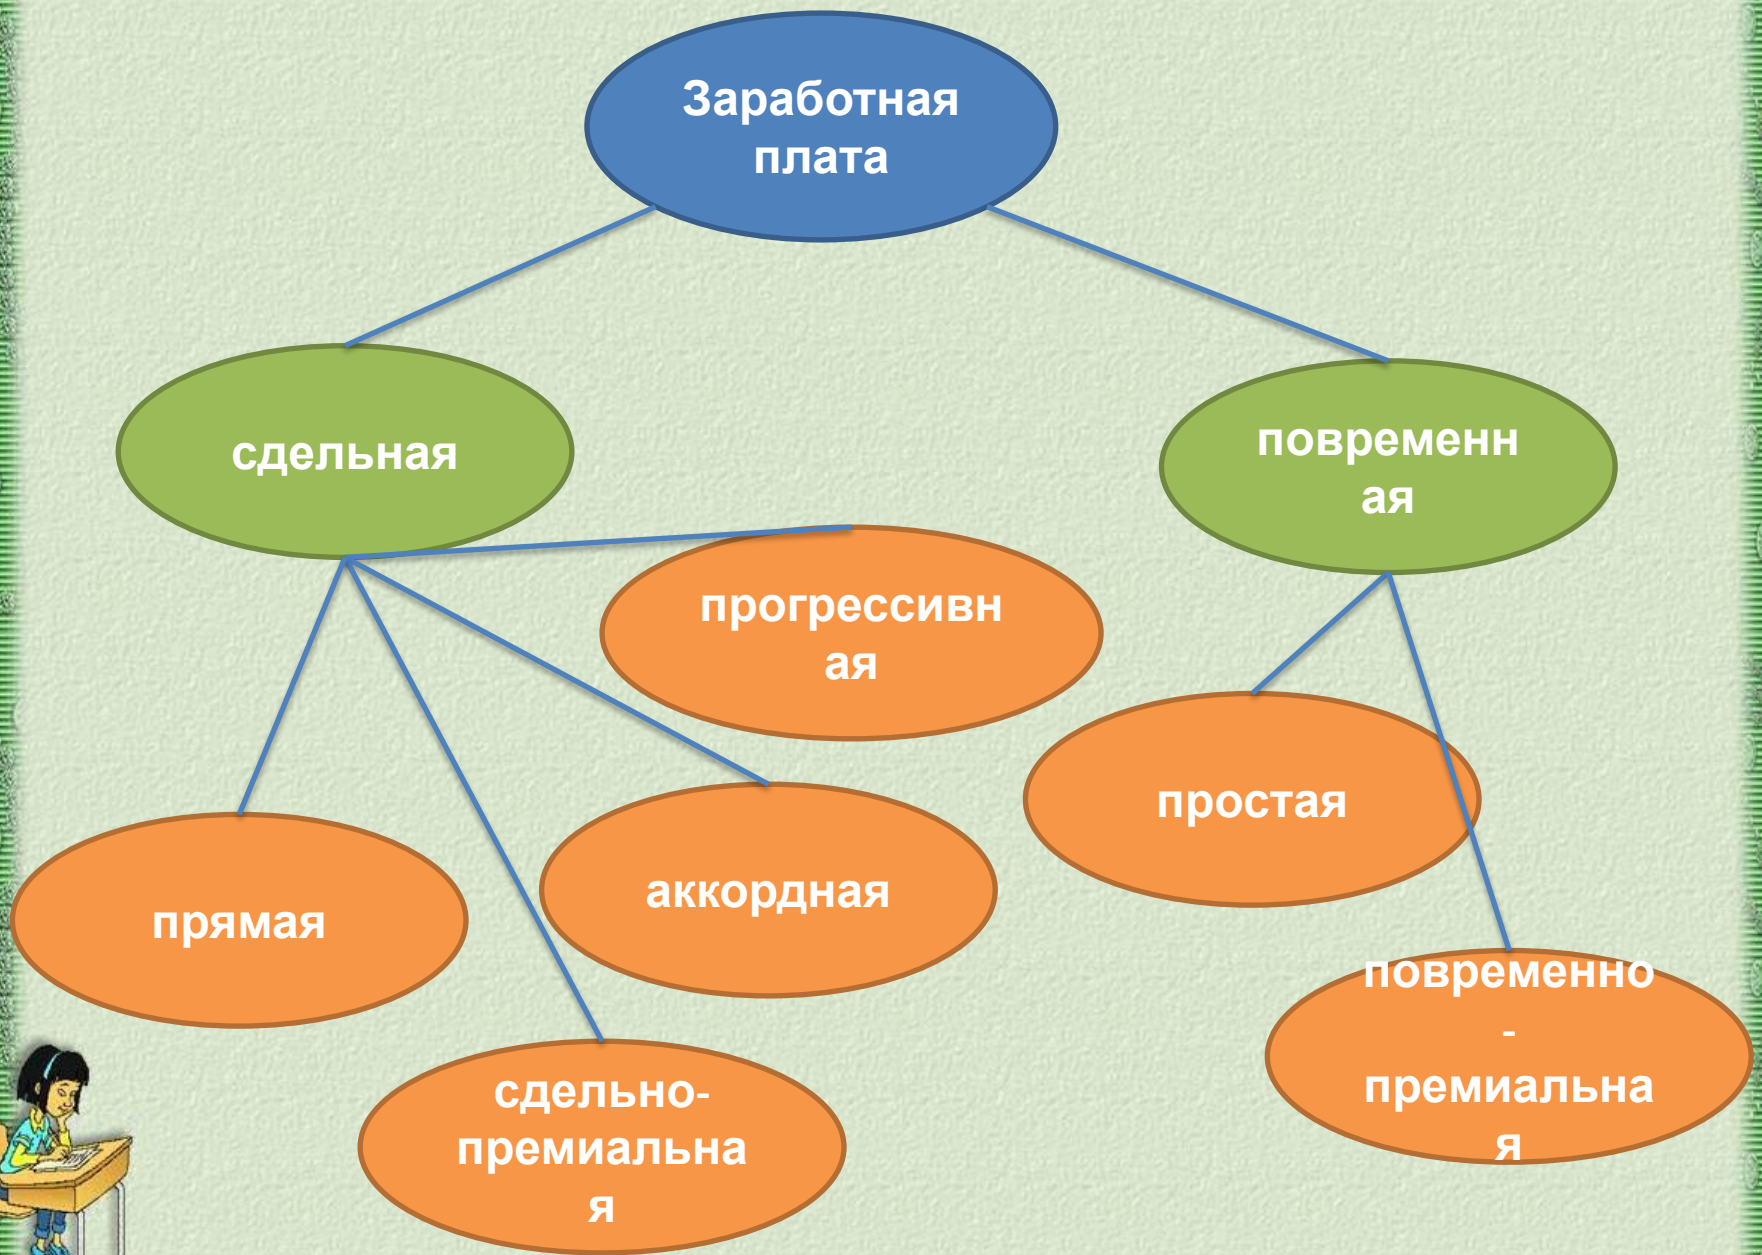 Заработная
плата
сдельная
повременн
ая
прогрессивн
ая
простая
аккордная
прямая
повременно
-
премиальна
я
сдельно-
премиальна
я